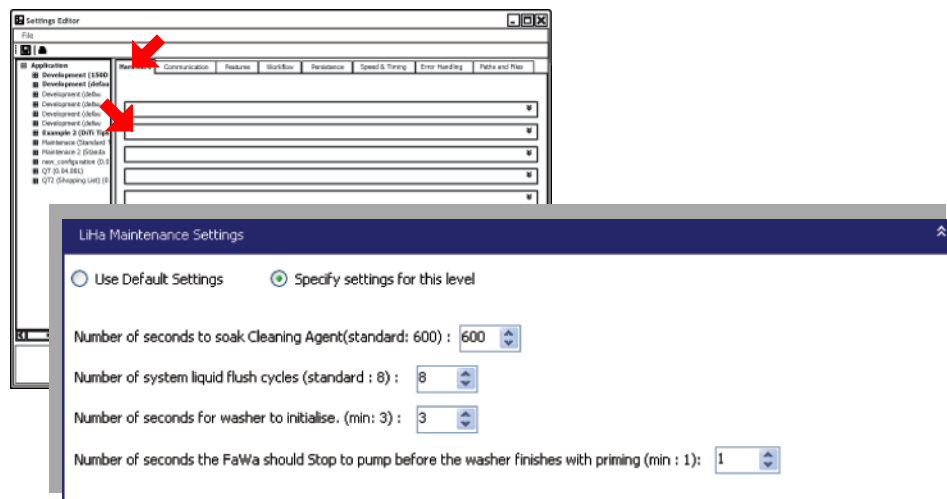 Settings Editor
File
Application
Hardware Communication Features Workflow Persistence Speed & Timing Error Handling Paths and Files
Development (1500
Development (defau
Development (defau
Development (defau
Development (defau
Development (defau
Example 2 (DiTi Tips
Maintenace (Standard T
Maintenace 2 (Standa
new_configuration (0.0
QT (0.04.001)
QT2 (Shopping List) (0
LiHa Maintenance Settings
Use Default Settings Specify settings for this level
Number of seconds to soak Cleaning Agent(standard: 600) : 600
Number of system liquid flush cycles (standard : 8) : 8
Number of seconds for washer to initialise. (min: 3) : 3
Number of seconds the FaWa should Stop to pump before the washer finishes with priming (min : 1): 1